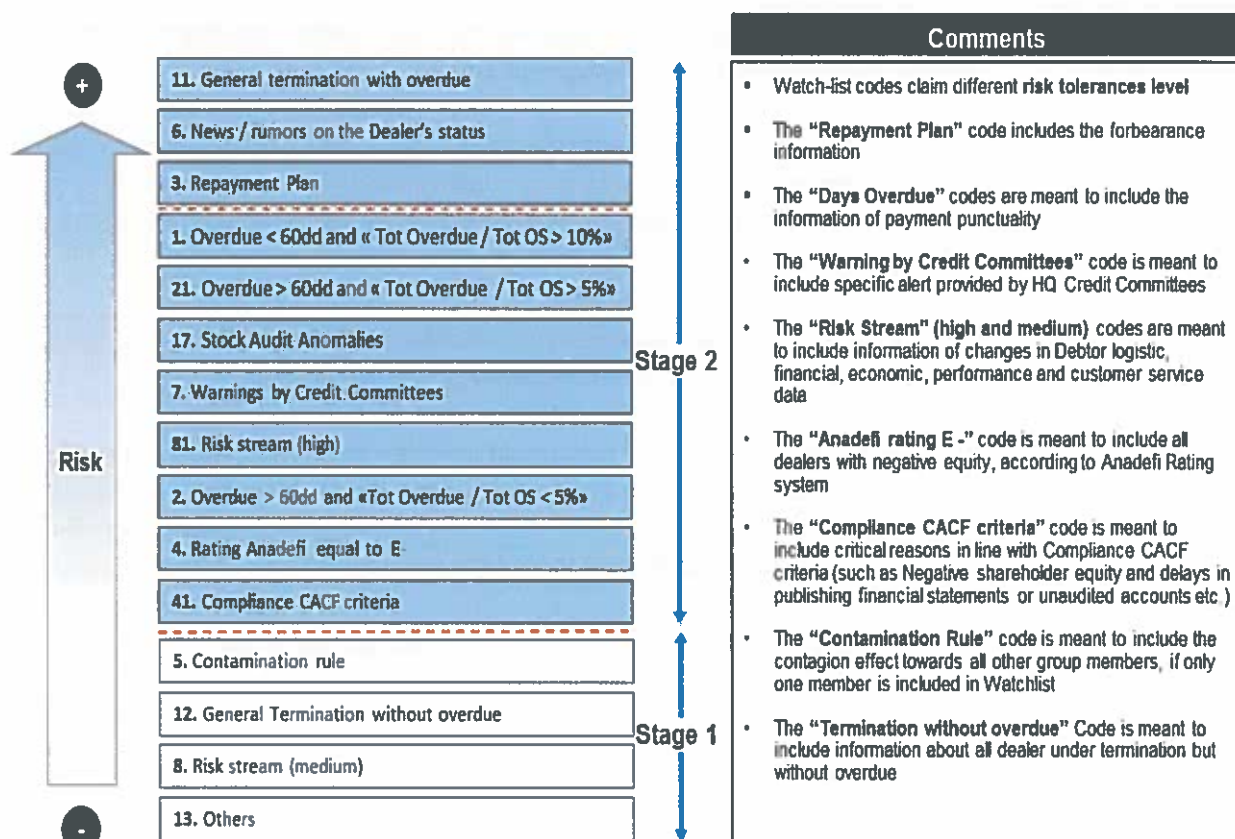 +
11. General termination with overdue
6. News / rumors on the Dealer's status
3. Repayment Plan
1. Overdue < 60dd and « Tot Overdue / Tot OS > 10%»
21. Overdue > 60dd and « Tot Overdue / Tot OS > 5%»
17. Stock Audit Anomalies
7. Warnings by Credit Committees
81. Risk stream (high)
2. Overdue > 60dd and «Tot Overdue / Tot OS < 5%»
4. Rating Anadefi equal to E-
41. Compliance CACF criteria
5. Contamination rule
12. General Termination without overdue
8. Risk stream (medium)
13. Others
Risk
-
Stage 2
Stage 1
Comments
• Watch-list codes claim different risk tolerances level
• The "Repayment Plan" code includes the forbearance
information
• The "Days Overdue" codes are meant to include the
information of payment punctuality
• The "Warning by Credit Committees" code is meant to
include specific alert provided by HQ Credit Committees
• The "Risk Stream" (high and medium) codes are meant
to include information of changes in Debtor logistic,
financial, economic, performance and customer service
data
• The "Anadefi rating E -" code is meant to include all
dealers with negative equity, according to Anadefi Rating
system
• The "Compliance CACF criteria" code is meant to
include critical reasons in line with Compliance CACF
criteria (such as Negative shareholder equity and delays in
publishing financial statements or unaudited accounts etc.)
• The "Contamination Rule" code is meant to include the
contagion effect towards all other group members, if only
one member is included in Watchlist
• The "Termination without overdue" Code is meant to
include information about all dealer under termination but
without overdue